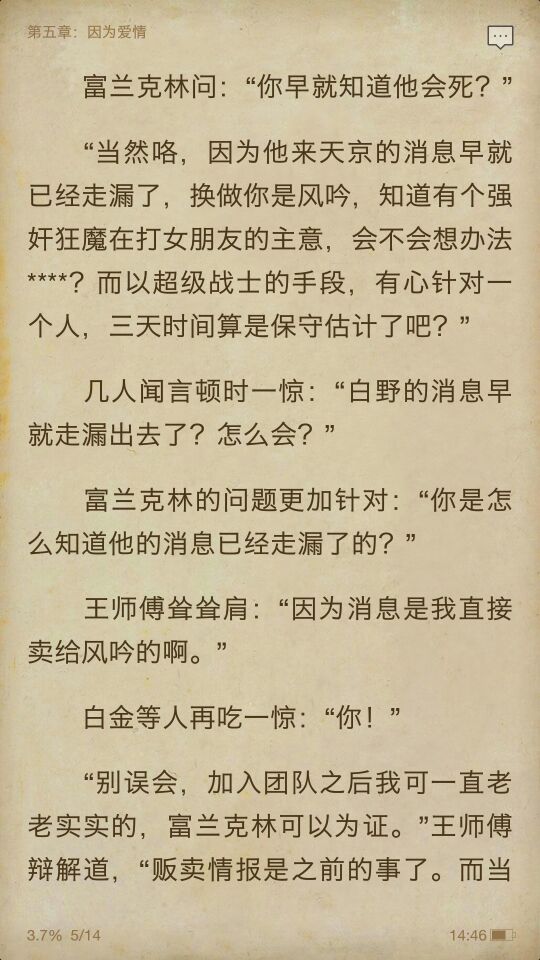 第五章：因为爱情
富兰克林问：“你早就知道他会死？”
“当然咯，因为他来天京的消息早就
已经走漏了，换做你是风吟，知道有个强
奸狂魔在打女朋友的主意，会不会想办法
****？而以超级战士的手段，有心针对一
个人，三天时间算是保守估计了吧？”
几人闻言顿时一惊：“白野的消息早
就走漏出去了？怎么会？”
富兰克林的问题更加针对：“你是怎
么知道他的消息已经走漏了的？”
王师傅耸耸肩：“因为消息是我直接
卖给风吟的啊。”
白金等人再吃一惊：“你！”
“别误会，加入团队之后我可一直老
老实实的，富兰克林可以为证。”王师傅
辩解道，“贩卖情报是之前的事了。而当
3.7% 5/14
14:46